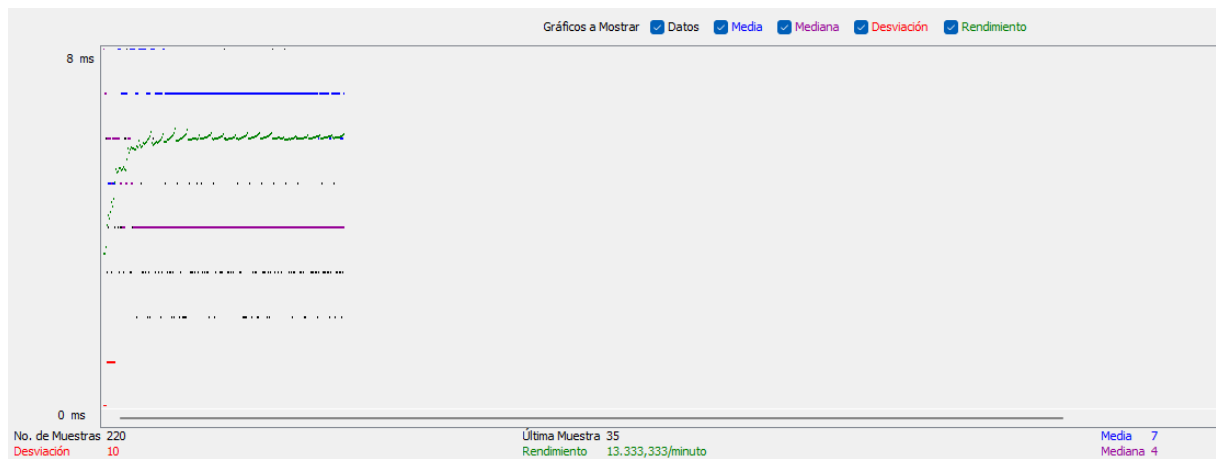 Gráficos a Mostrar Datos Media Mediana Desviación Rendimiento
8 ms
0 ms
No. de Muestras 220 Última Muestra 35 Media 7
Desviación 10 Rendimiento 13.333,333/minuto Mediana 4